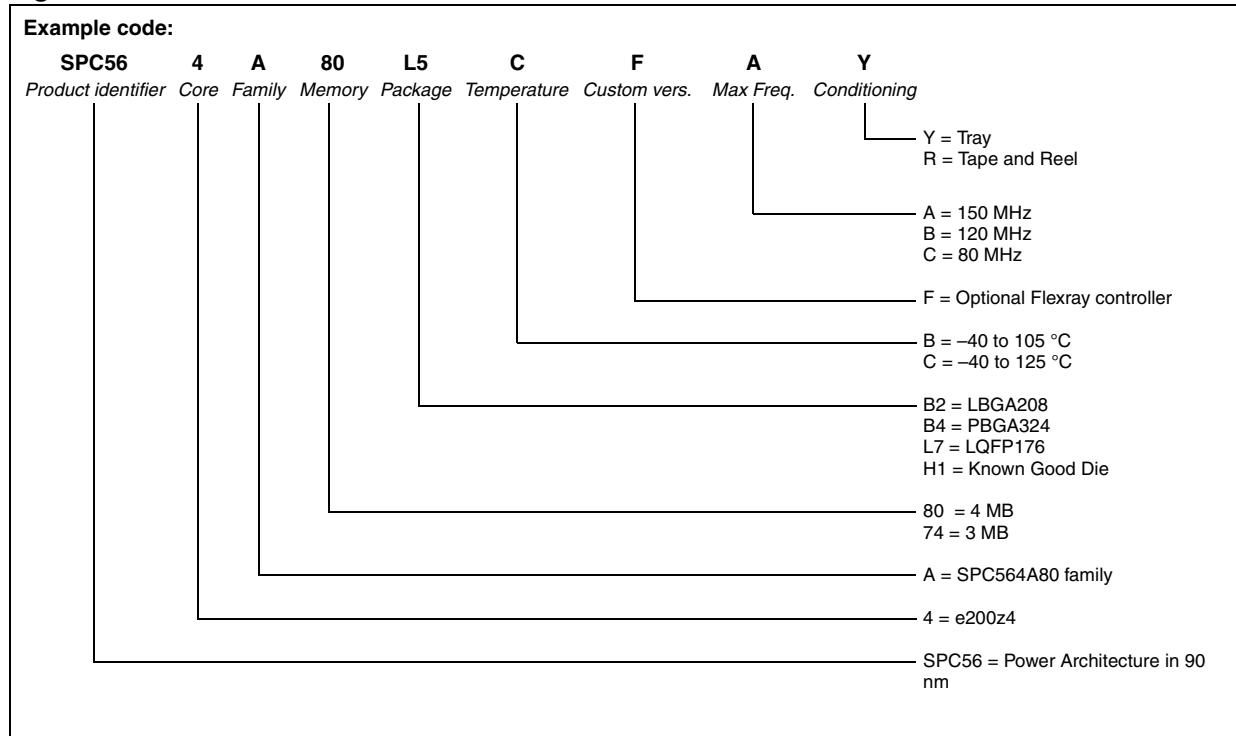 Example code:
SPC56 4 A 80 L5 C F A Y
Product identifier Core Family Memory Package Temperature Custom vers. Max Freq. Conditioning
Y = Tray
R = Tape and Reel
A = 150 MHz
B = 120 MHz
C = 80 MHz
F = Optional Flexray controller
B = –40 to 105 °C
C = –40 to 125 °C
B2 = LBGA208
B4 = PBGA324
L7 = LQFP176
H1 = Known Good Die
80 = 4 MB
74 = 3 MB
A = SPC564A80 family
4 = e200z4
SPC56 = Power Architecture in 90
nm